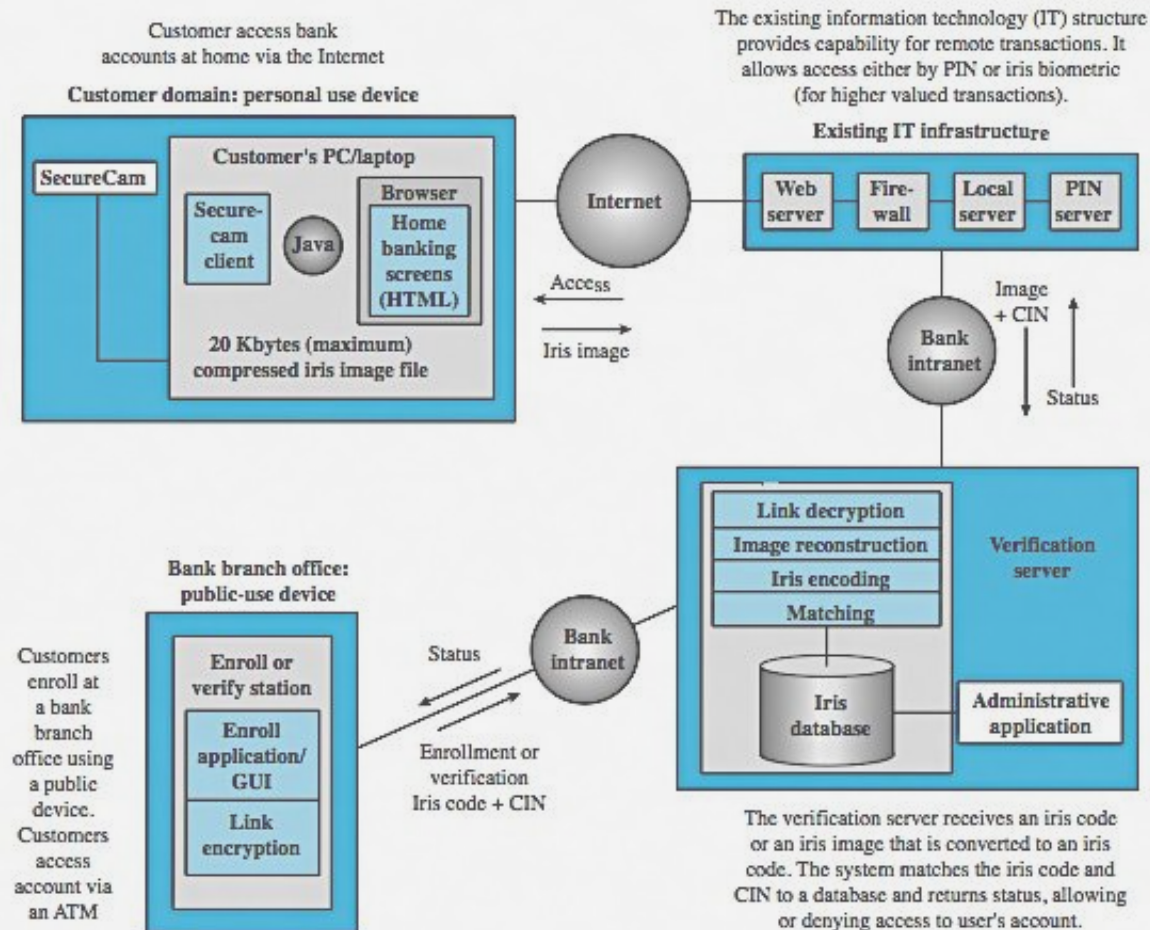 Customer access bank
accounts at home via the Internet
Customer domain: personal use device
SecureCam
Customer's PC/laptop
Secure-
cam
client
Java
Browser
Home
banking
screens
(HTML)
20 Kbytes (maximum)
compressed iris image file
Internet
Access
Iris image
The existing information technology (IT) structure
provides capability for remote transactions. It
allows access either by PIN or iris biometric
(for higher valued transactions).
Existing IT infrastructure
Web
server
Fire-
wall
Local
server
PIN
server
Bank
intranet
Image
+ CIN
Status
Link decryption
Image reconstruction
Iris encoding
Matching
Iris
database
Verification
server
Administrative
application
The verification server receives an iris code
or an iris image that is converted to an iris
code. The system matches the iris code and
CIN to a database and returns status, allowing
or denying access to user's account.
Bank branch office:
public-use device
Customers
enroll at
a bank
branch
office using
a public
device.
Customers
access
account via
an ATM
Enroll or
verify station
Enroll
application/
GUI
Link
encryption
Status
Bank
intranet
Enrollment or
verification
Iris code + CIN